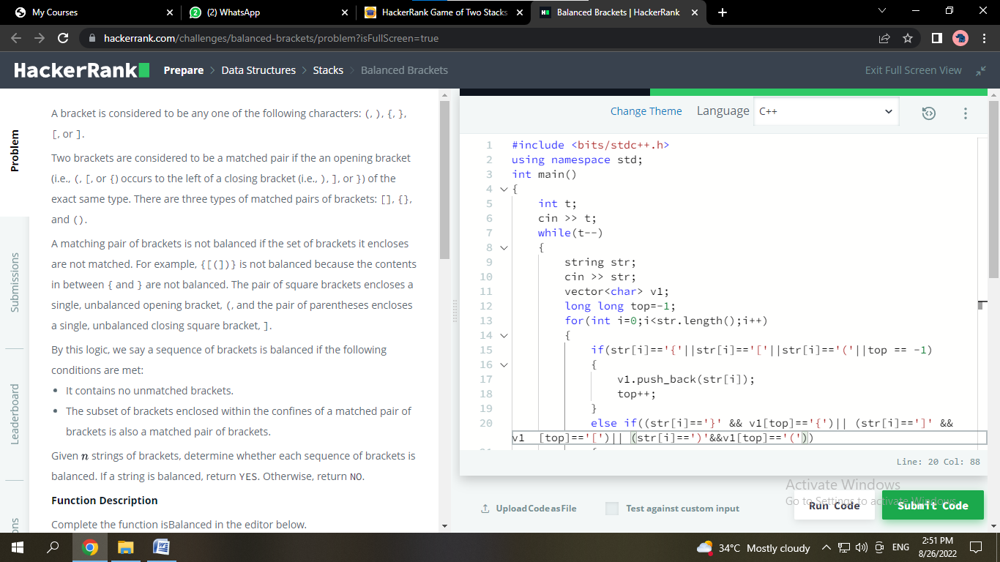 My Courses
(2) WhatsApp
HackerRank Game of Two Stacks
Balanced Brackets | HackerRank
hackerrank.com/challenges/balanced-brackets/problem?isFullScreen=true
HackerRank
Prepare > Data Structures > Stacks > Balanced Brackets
Exit Full Screen View
Problem
Submissions
Leaderboard
A bracket is considered to be any one of the following characters: (, ), {, },
[, or ].
Two brackets are considered to be a matched pair if the an opening bracket
(i.e., (, [, or {) occurs to the left of a closing bracket (i.e., ), ], or }) of the
exact same type. There are three types of matched pairs of brackets: [], {},
and ().
A matching pair of brackets is not balanced if the set of brackets it encloses
are not matched. For example, {[(])} is not balanced because the contents
in between { and } are not balanced. The pair of square brackets encloses a
single, unbalanced opening bracket, (, and the pair of parentheses encloses
a single, unbalanced closing square bracket, ].
By this logic, we say a sequence of brackets is balanced if the following
conditions are met:
• It contains no unmatched brackets.
• The subset of brackets enclosed within the confines of a matched pair of
brackets is also a matched pair of brackets.
Given n strings of brackets, determine whether each sequence of brackets is
balanced. If a string is balanced, return YES. Otherwise, return NO.
Function Description
Complete the function isBalanced in the editor below.
Change Theme
Language
C++
1 #include <bits/stdc++.h>
2 using namespace std;
3 int main()
4 {
5 int t;
6 cin >> t;
7 while(t--)
8 {
9 string str;
10 cin >> str;
11 vector<char> v1;
12 long long top=-1;
13 for(int i=0;i<str.length();i++)
14 {
15 if(str[i]=='{'||str[i]=='['||str[i]=='('||top == -1)
16 {
17 v1.push_back(str[i]);
18 top++;
19 }
20 else if((str[i]=='}' && v1[top]=='{')|| (str[i]==']' &&
v1 [top]=='[')|| (str[i]==')'&&v1[top]=='('))
Line: 20 Col: 88
Activate Windows
Go to Settings to activate Windows.
Upload Code as File
Test against custom input
Run Code
Submit Code
34°C Mostly cloudy
ENG
2:51 PM
8/26/2022